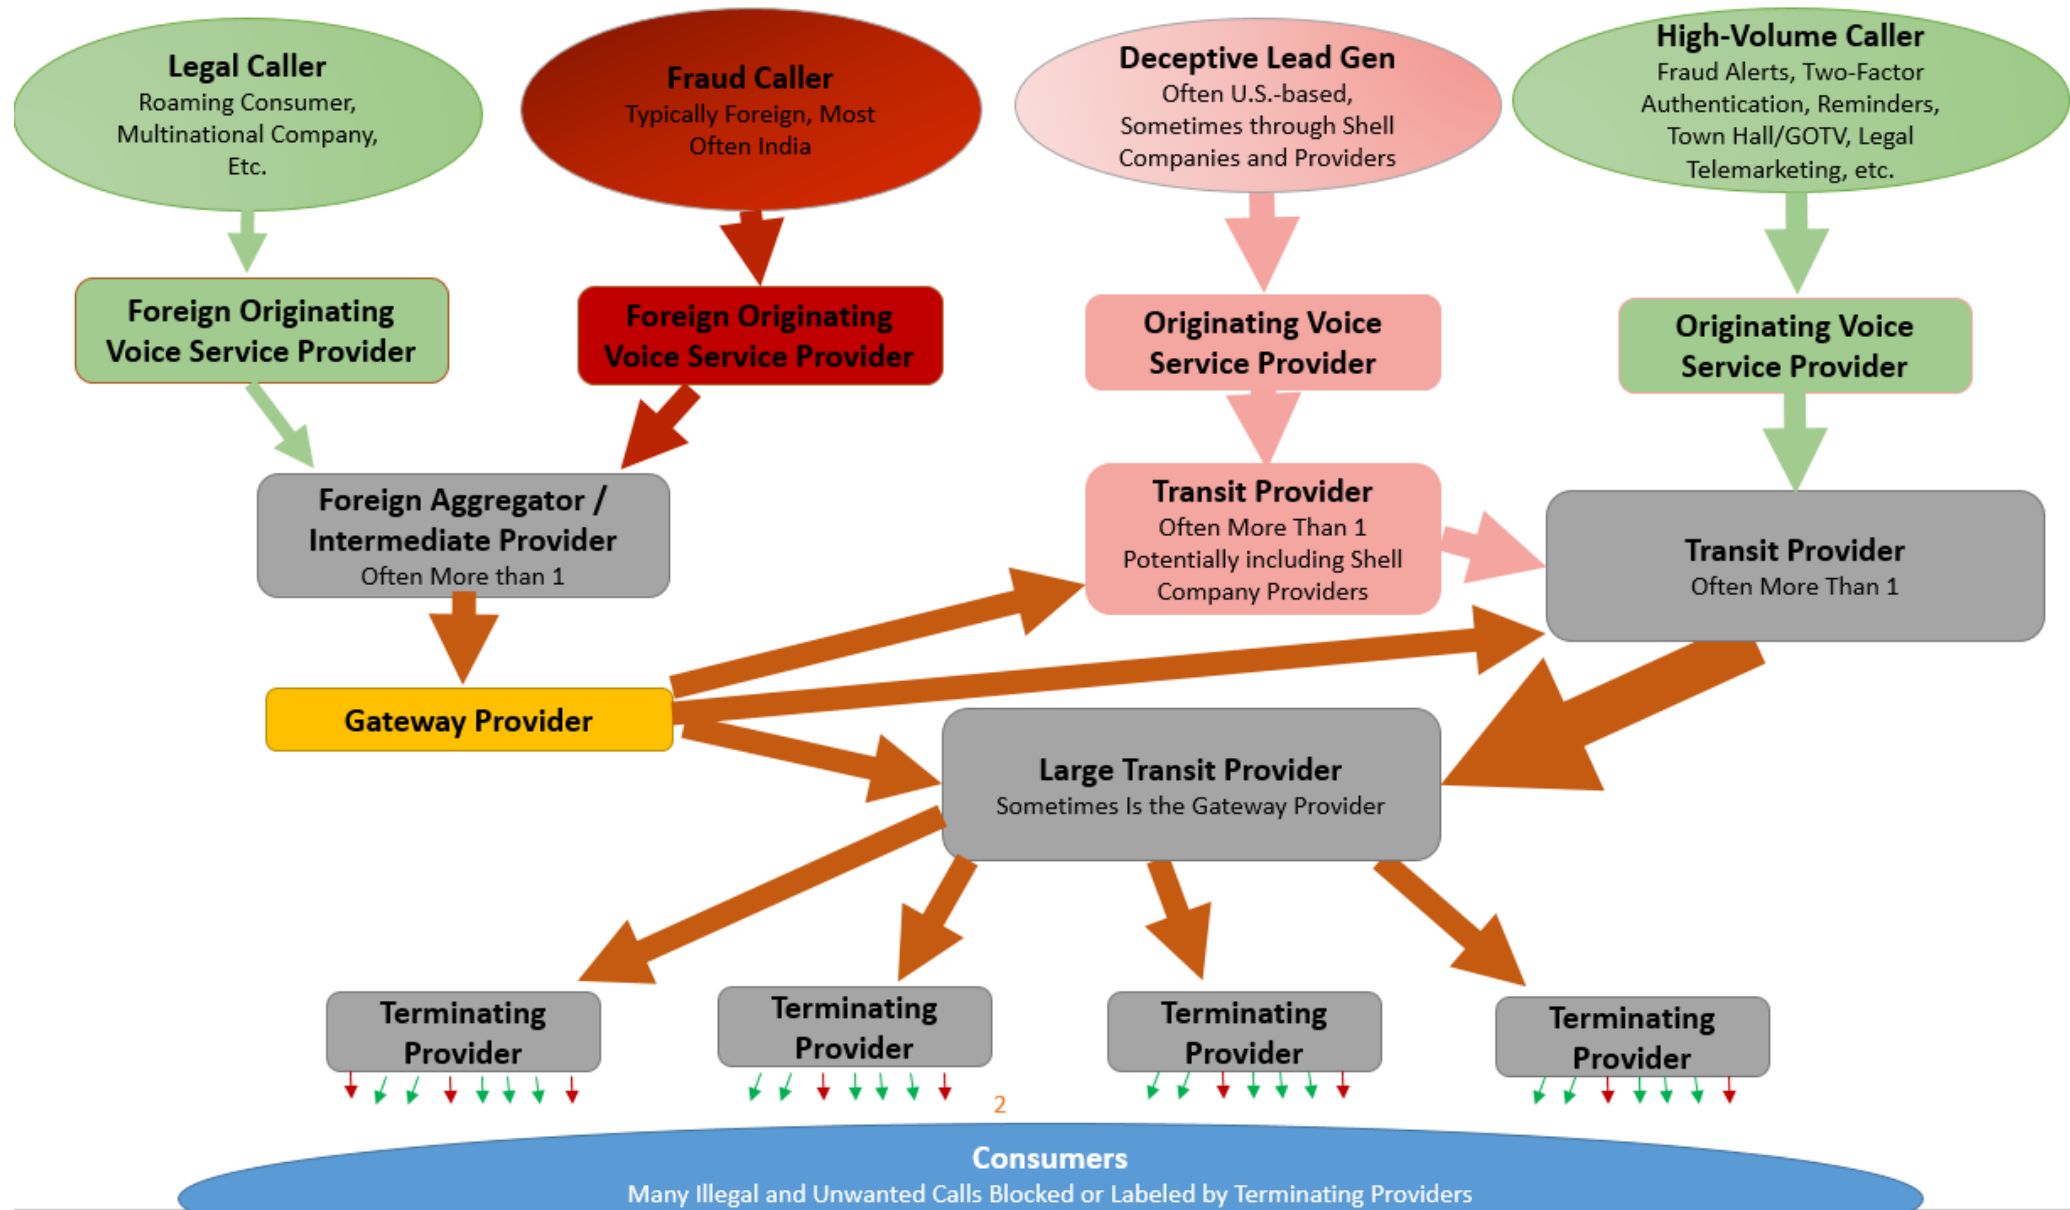 Legal Caller
Roaming Consumer,
Multinational Company,
Etc.
Fraud Caller
Typically Foreign, Most
Often India
Deceptive Lead Gen
Often U.S.-based,
Sometimes through Shell
Companies and Providers
High-Volume Caller
Fraud Alerts, Two-Factor
Authentication, Reminders,
Town Hall/GOTV, Legal
Telemarketing, etc.
Foreign Originating
Voice Service Provider
Foreign Originating
Voice Service Provider
Originating Voice
Service Provider
Originating Voice
Service Provider
Foreign Aggregator /
Intermediate Provider
Often More than 1
Transit Provider
Often More Than 1
Potentially including Shell
Company Providers
Transit Provider
Often More Than 1
Gateway Provider
Large Transit Provider
Sometimes Is the Gateway Provider
Terminating
Provider
Terminating
Provider
Terminating
Provider
Terminating
Provider
2
Consumers
Many Illegal and Unwanted Calls Blocked or Labeled by Terminating Providers